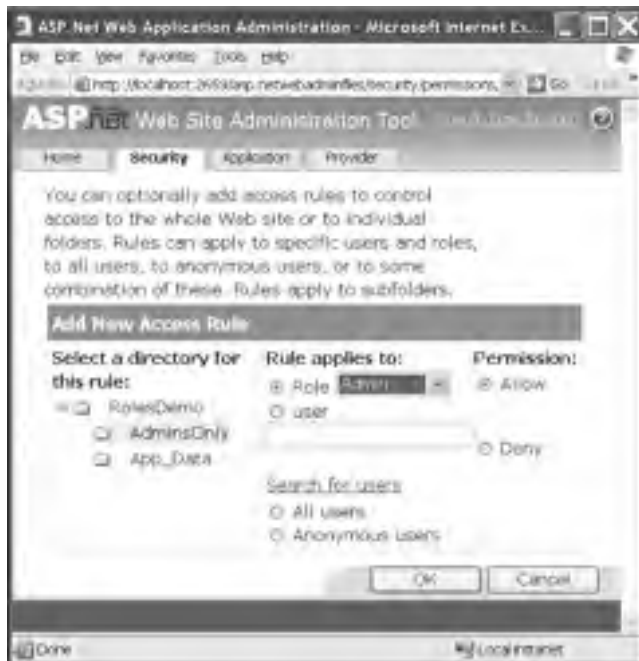 ASP.Net Web Application Administration - Microsoft Internet Ex...
File Edit View Favorites Tools Help
Go
ASP.net Web Site Administration Tool
Home Security Application Provider
You can optionally add access rules to control
access to the whole Web site or to individual
folders. Rules can apply to specific users and roles,
to all users, to anonymous users, or to some
combination of these. Rules apply to subfolders.
Add New Access Rule
Select a directory for
this rule:
RolesDemo
AdminsOnly
App_Data
Rule applies to:
Role Admin
user
Search for users
All users
Anonymous users
Permission:
Allow
Deny
OK Cancel
Done Local intranet